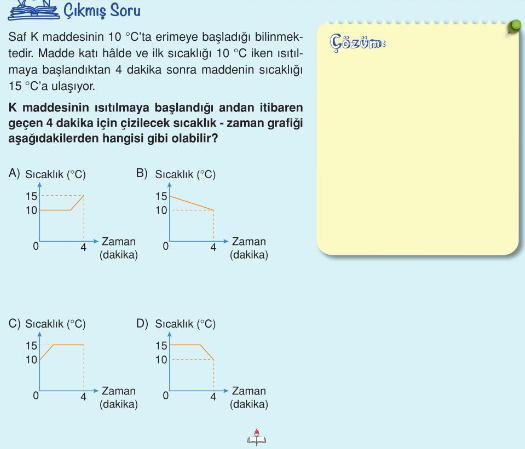 Çıkmış Soru
Saf K maddesinin 10 °C'ta erimeye başladığı bilinmek-
tedir. Madde katı hâlde ve ilk sıcaklığı 10 °C iken ısıtıl-
maya başlandıktan 4 dakika sonra maddenin sıcaklığı
15 °C'a ulaşıyor.
K maddesinin ısıtılmaya başlandığı andan itibaren
geçen 4 dakika için çizilecek sıcaklık - zaman grafiği
aşağıdakilerden hangisi gibi olabilir?
Çözüm:
A) Sıcaklık (°C)
15
10
0
4
Zaman
(dakika)
B) Sıcaklık (°C)
15
10
0
4
Zaman
(dakika)
C) Sıcaklık (°C)
15
10
0
4
Zaman
(dakika)
D) Sıcaklık (°C)
15
10
0
4
Zaman
(dakika)